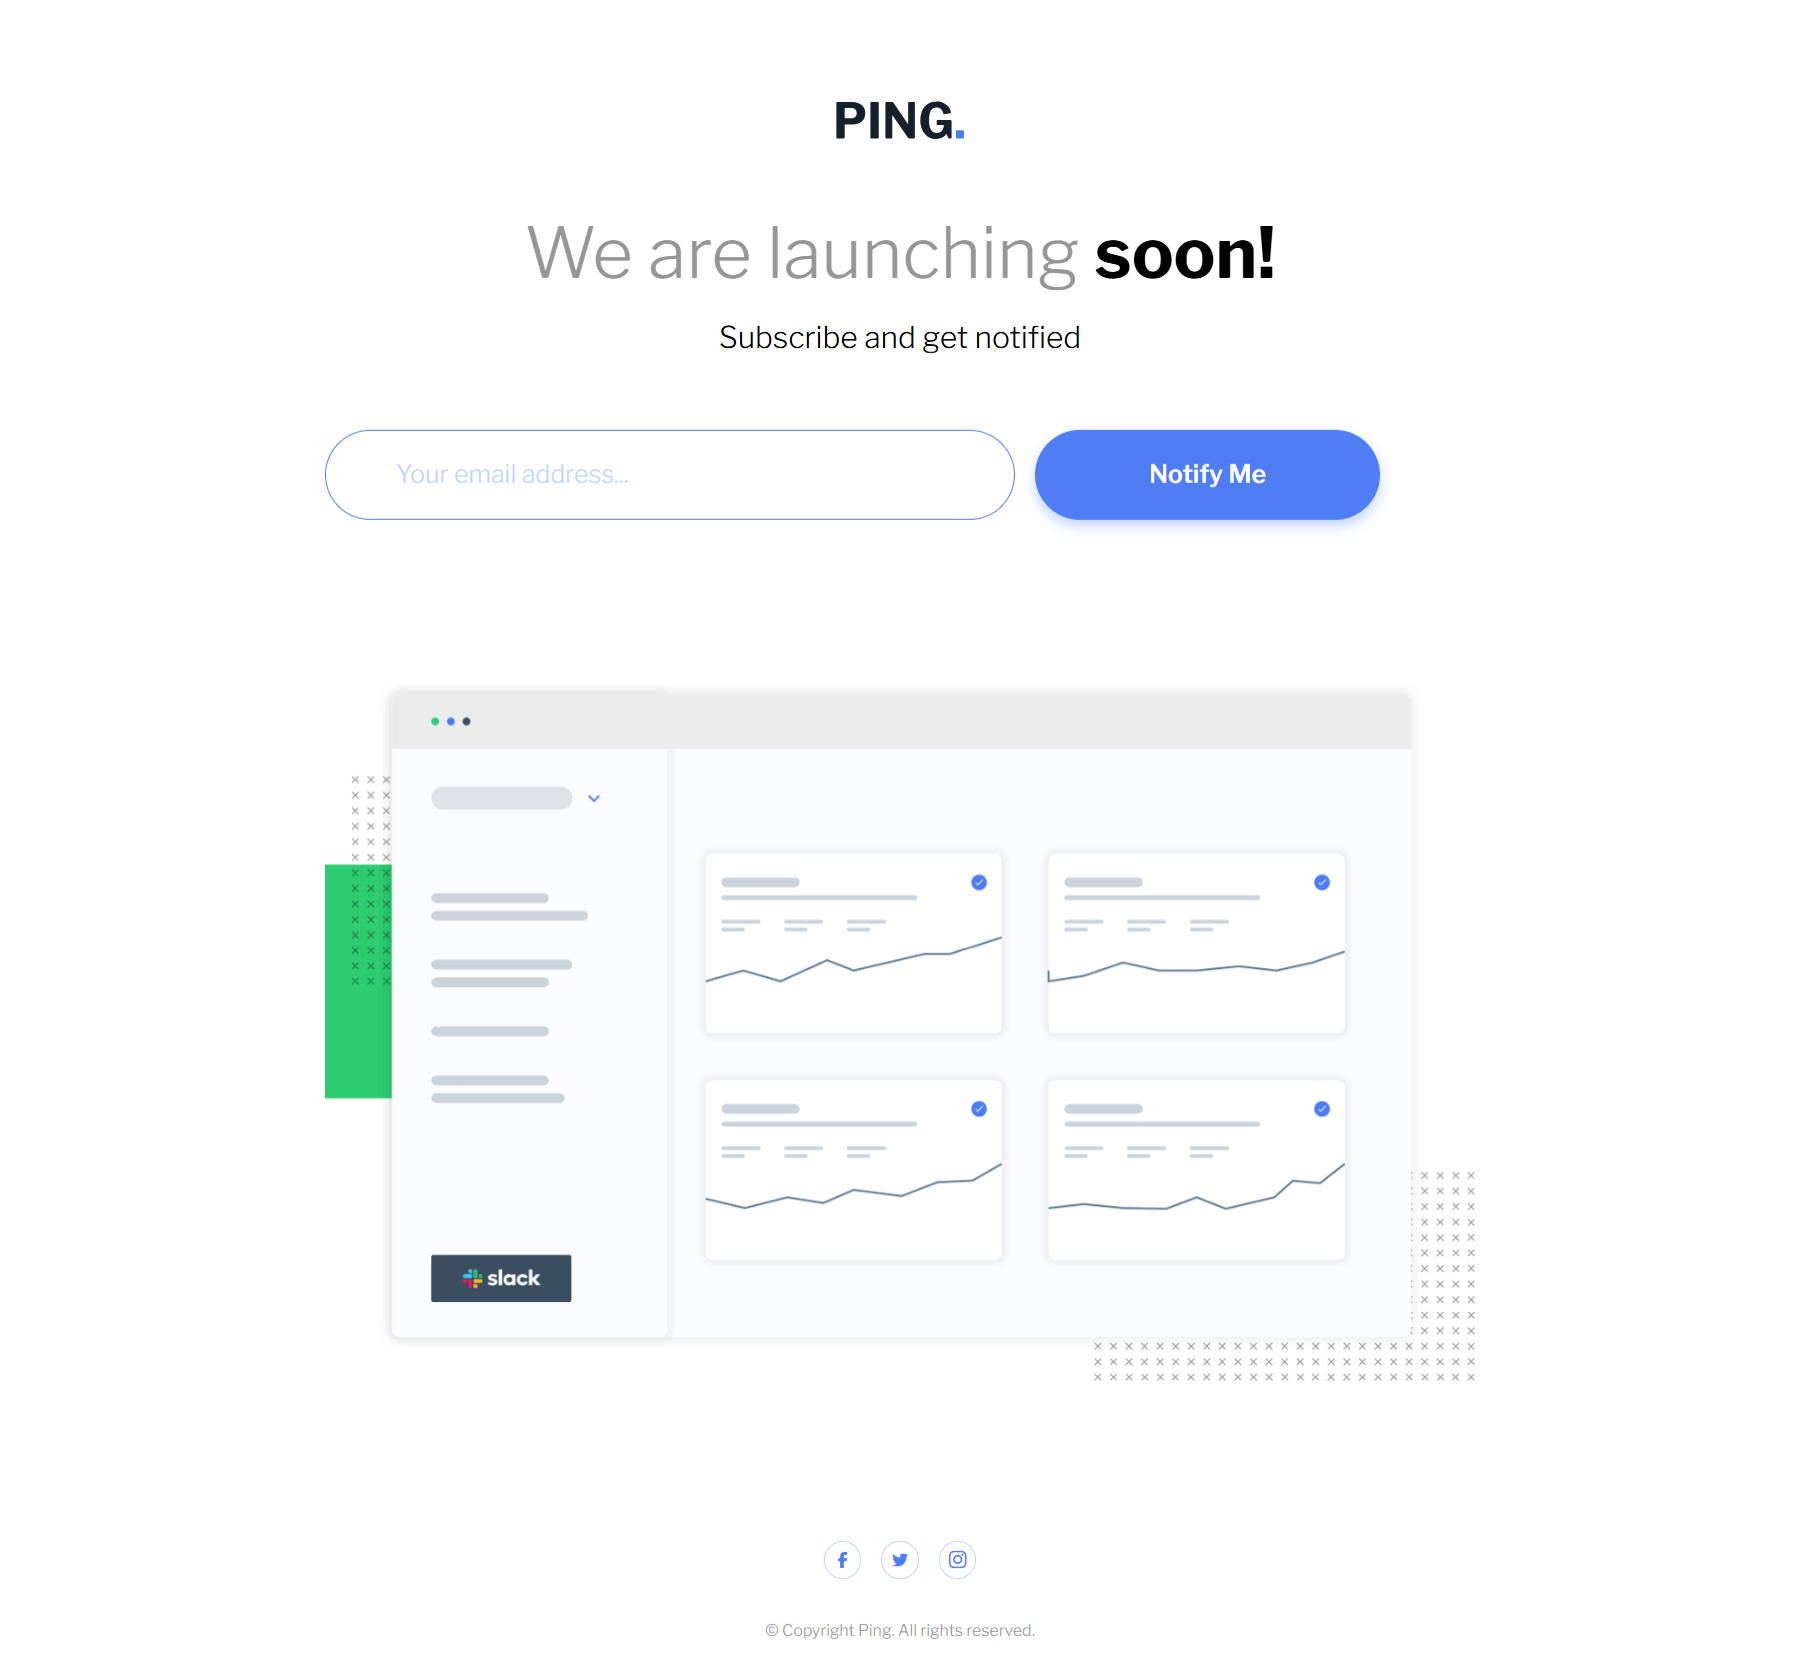 PING.
We are launching soon!
Subscribe and get notified
Your email address...
Notify Me
slack
© Copyright Ping. All rights reserved.